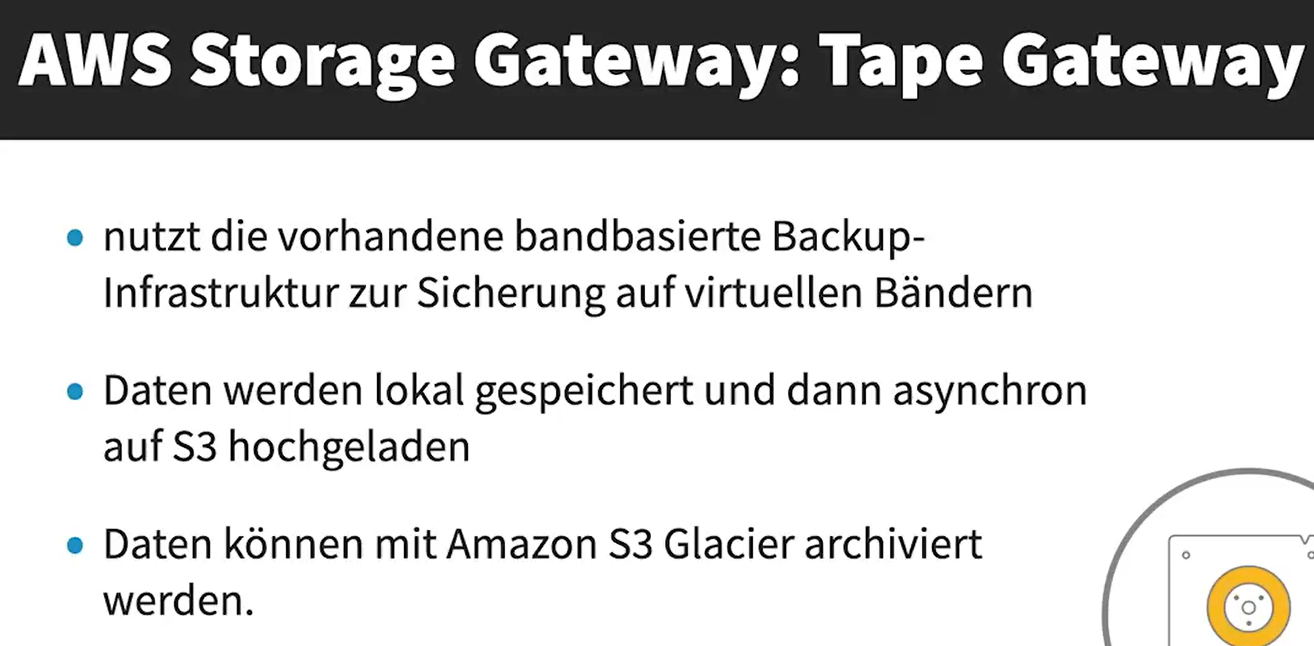 AWS Storage Gateway: Tape Gateway
• nutzt die vorhandene bandbasierte Backup-
Infrastruktur zur Sicherung auf virtuellen Bändern
• Daten werden lokal gespeichert und dann asynchron
auf S3 hochgeladen
• Daten können mit Amazon S3 Glacier archiviert
werden.